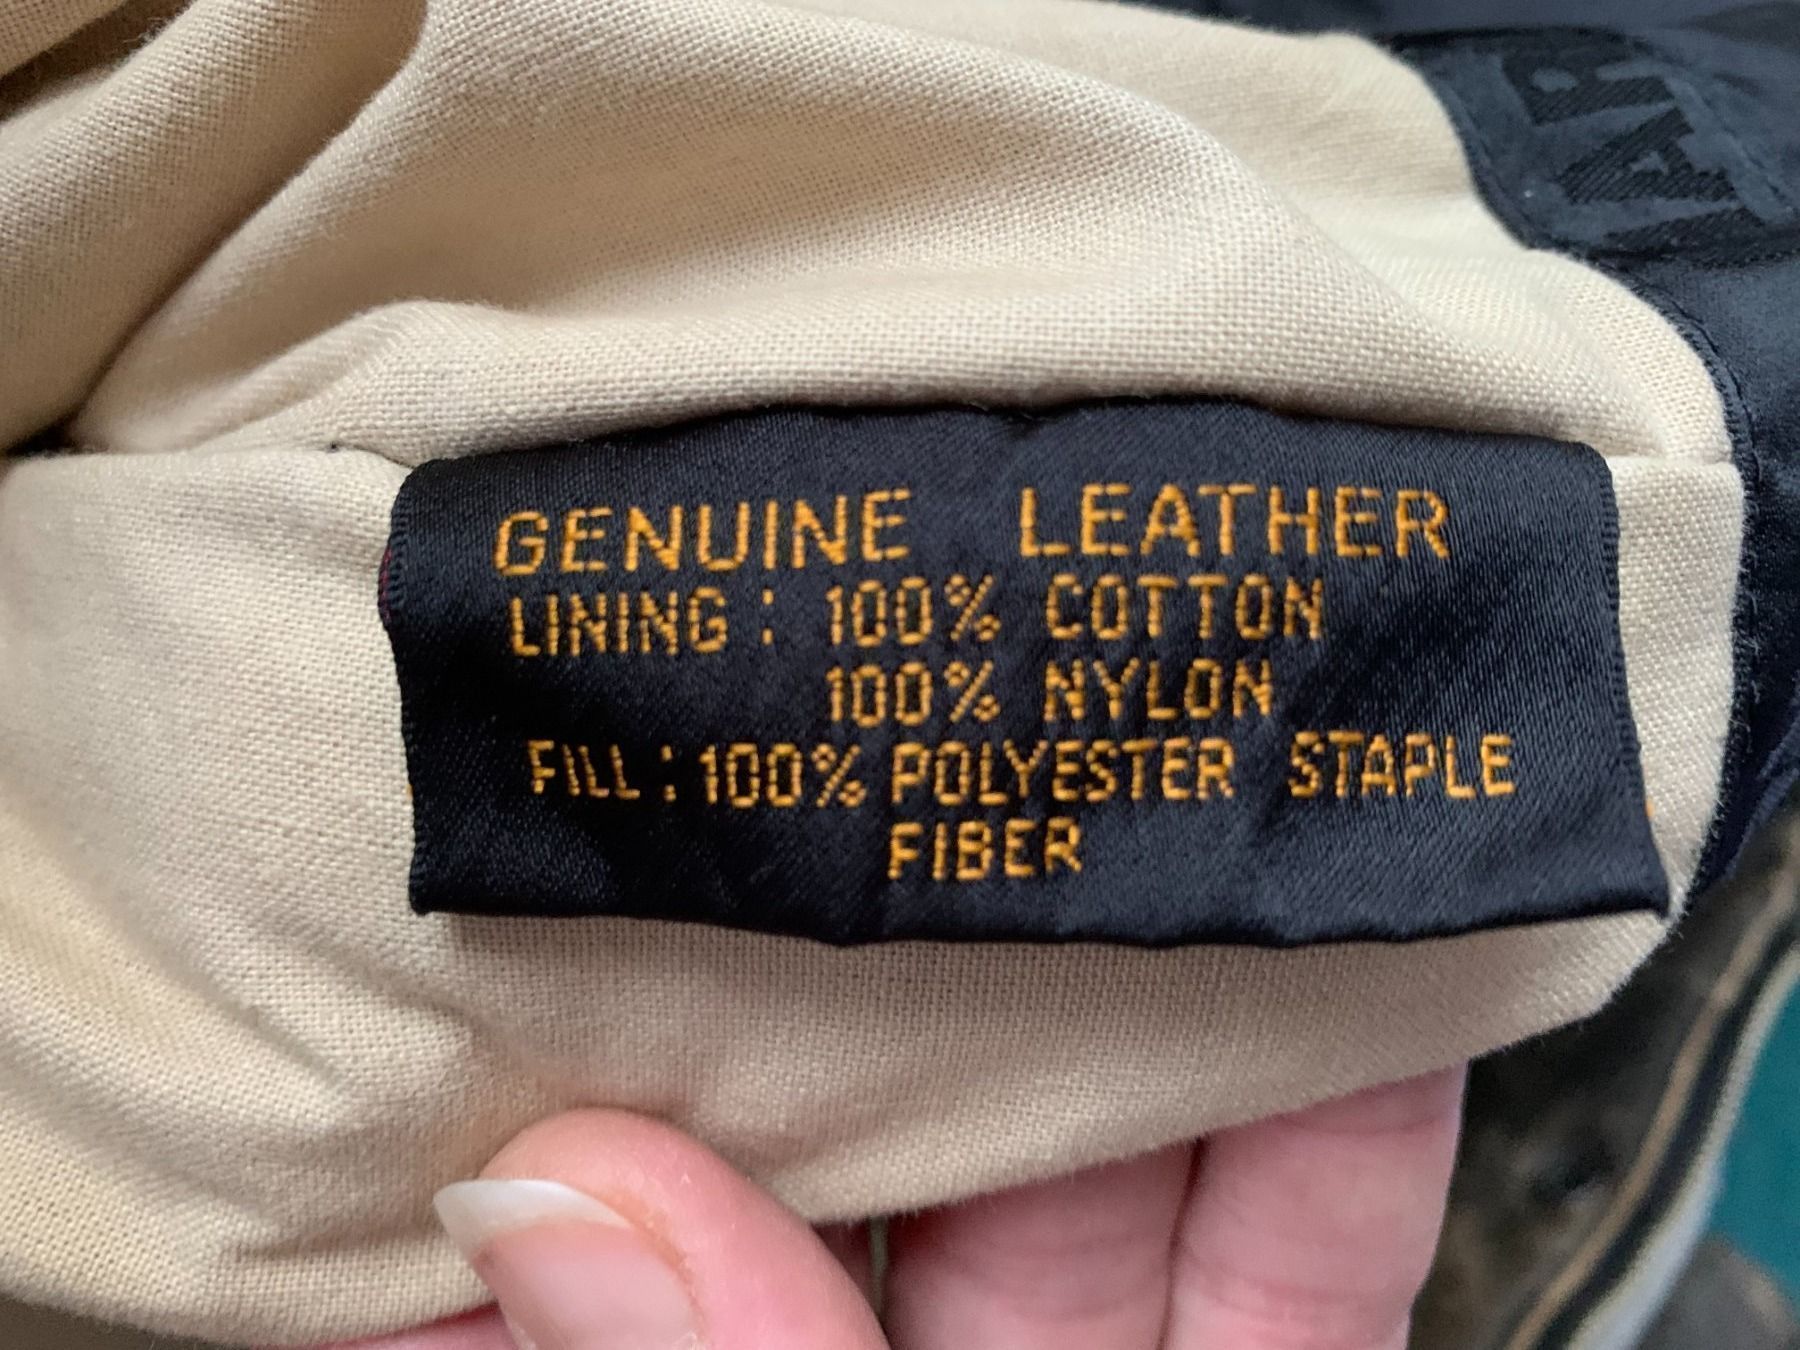 GENUINE LEATHER
LINING : 100% COTTON
100% NYLON
FILL : 100% POLYESTER STAPLE
FIBER